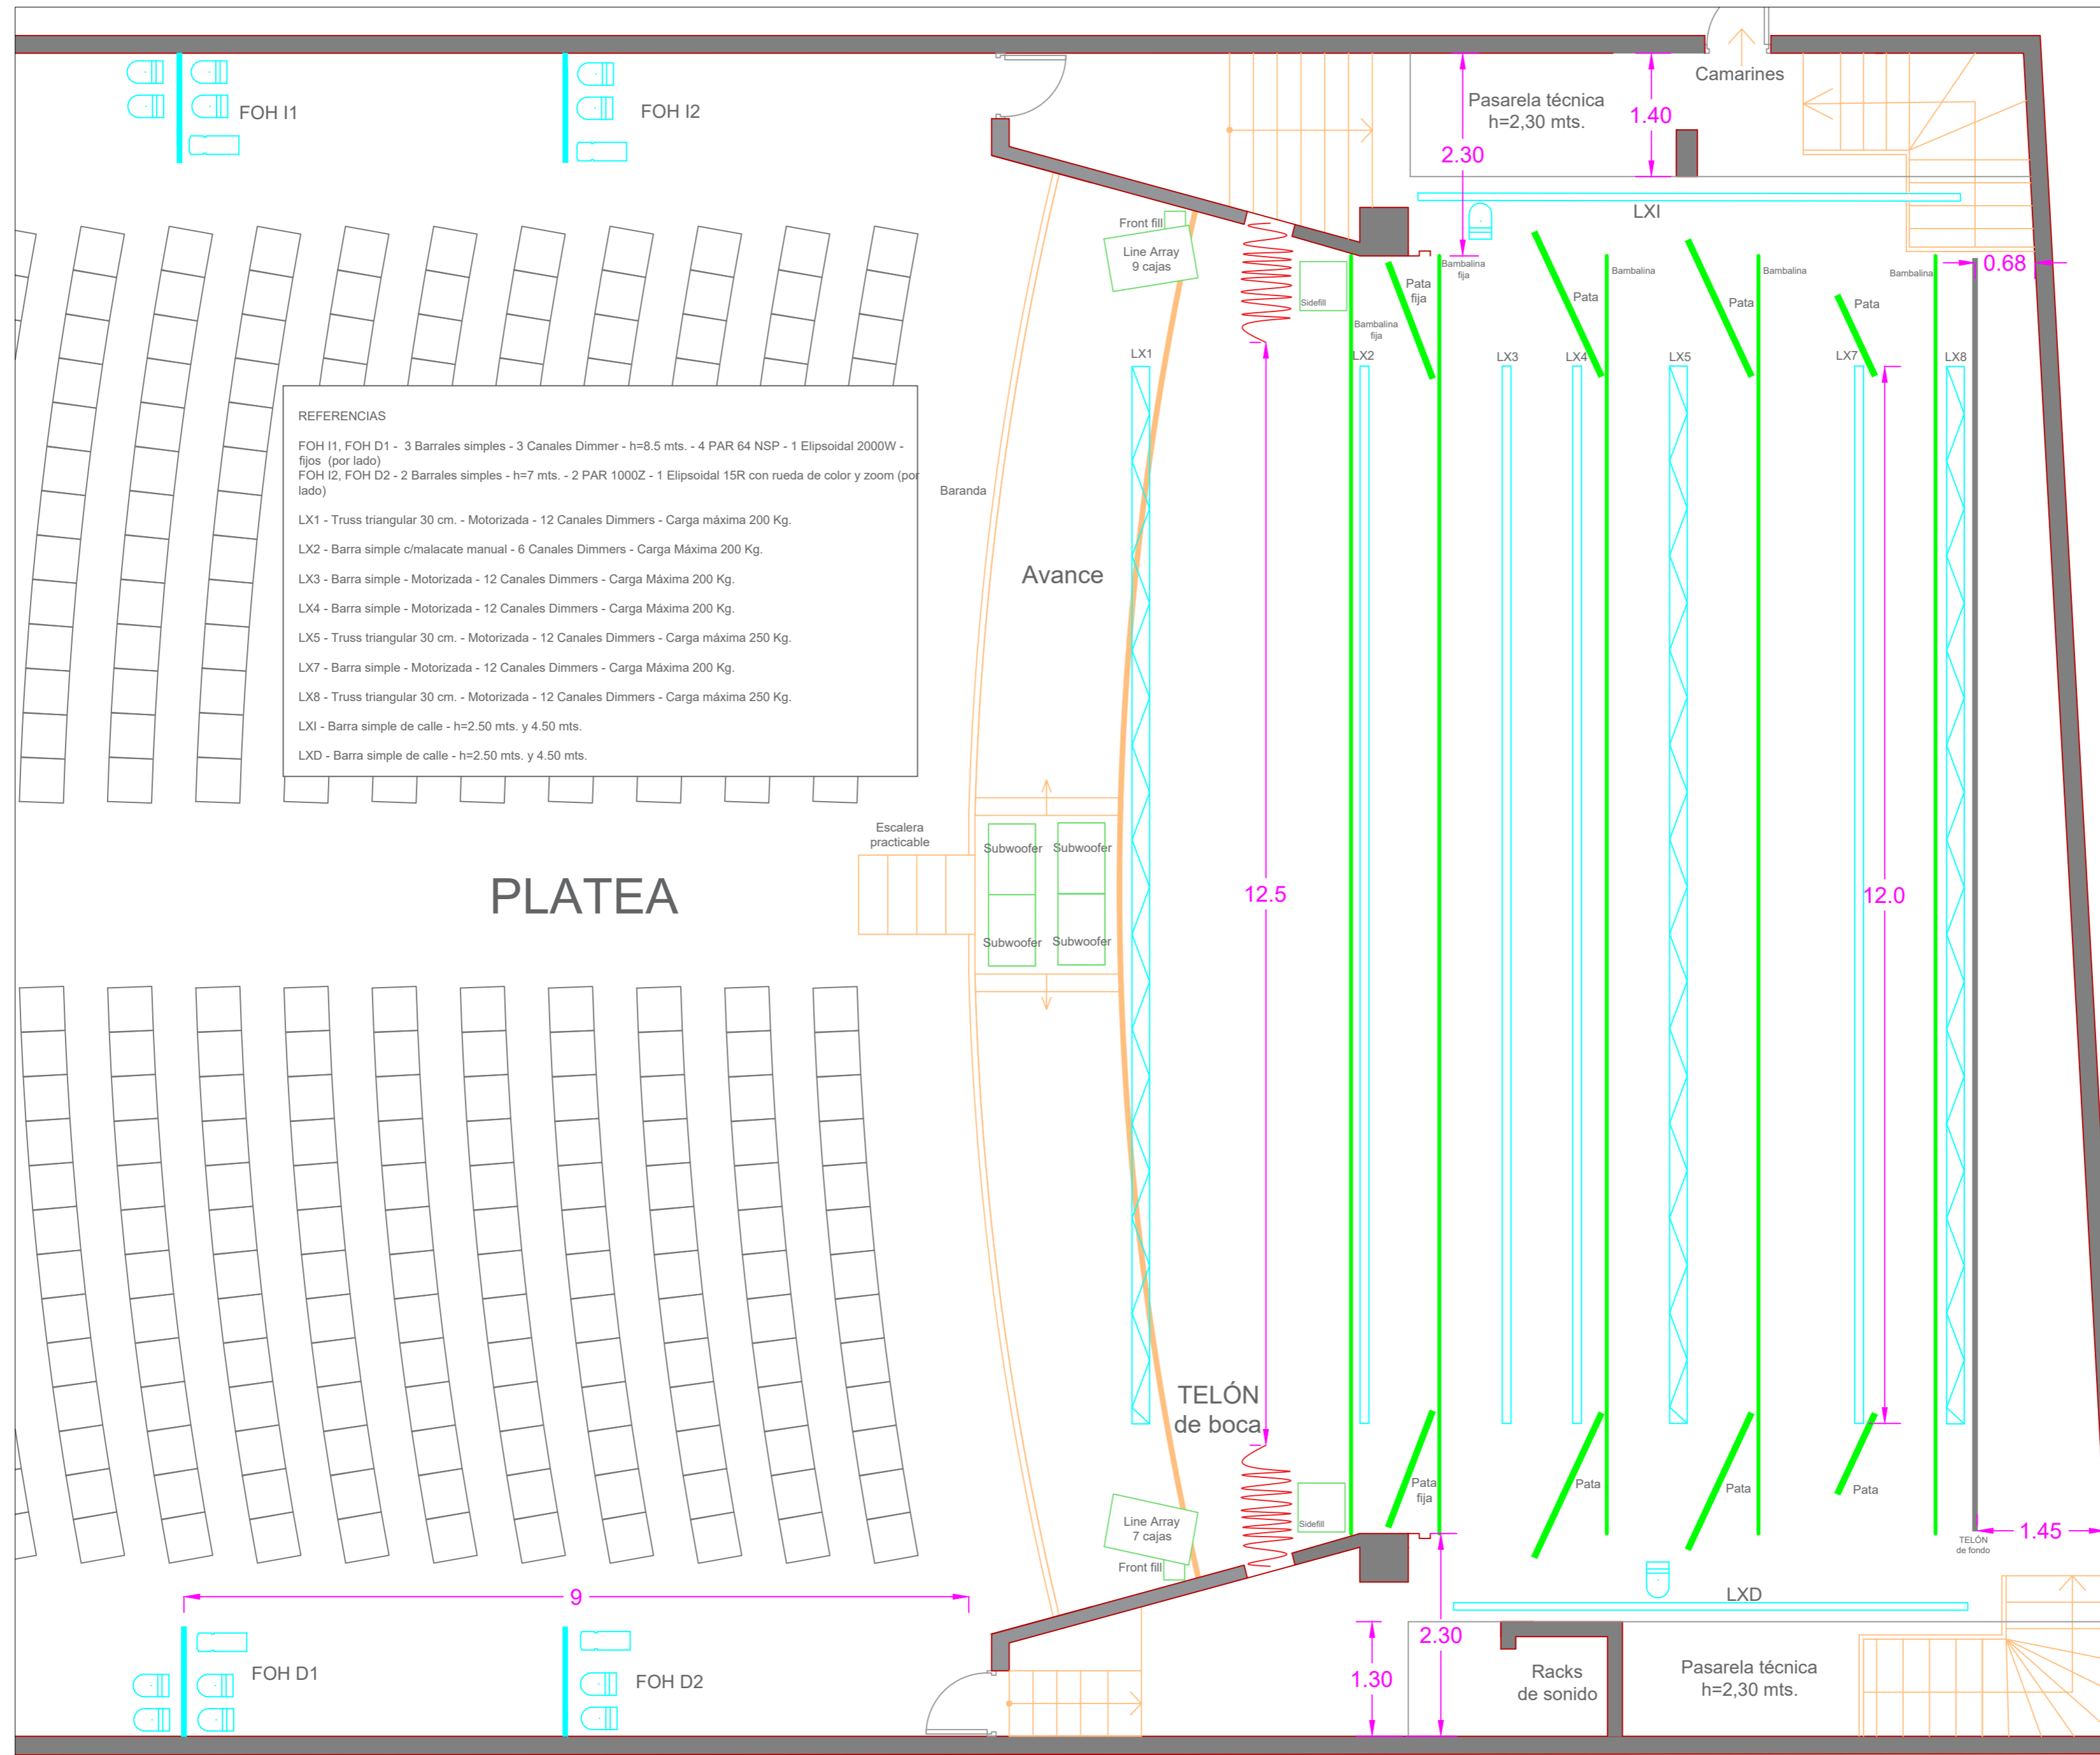 Camarines
FOH I1
FOH I2
Pasarela técnica
h=2,30 mts.
1.40
2.30
LXI
Front fill
Line Array
9 cajas
Sidefill
Bambalina
fija
Pata
fija
Bambalina
fija
Pata
Bambalina
Pata
Bambalina
Pata
Bambalina
0.68
LX1
LX2
LX3
LX4
LX5
LX7
LX8
REFERENCIAS
FOH I1, FOH D1 - 3 Barrales simples - 3 Canales Dimmer - h=8.5 mts. - 4 PAR 64 NSP - 1 Elipsoidal 2000W -
fijos (por lado)
FOH I2, FOH D2 - 2 Barrales simples - h=7 mts. - 2 PAR 1000Z - 1 Elipsoidal 15R con rueda de color y zoom (por
lado)
LX1 - Truss triangular 30 cm. - Motorizada - 12 Canales Dimmers - Carga máxima 200 Kg.
LX2 - Barra simple c/malacate manual - 6 Canales Dimmers - Carga Máxima 200 Kg.
LX3 - Barra simple - Motorizada - 12 Canales Dimmers - Carga Máxima 200 Kg.
LX4 - Barra simple - Motorizada - 12 Canales Dimmers - Carga Máxima 200 Kg.
LX5 - Truss triangular 30 cm. - Motorizada - 12 Canales Dimmers - Carga máxima 250 Kg.
LX7 - Barra simple - Motorizada - 12 Canales Dimmers - Carga Máxima 200 Kg.
LX8 - Truss triangular 30 cm. - Motorizada - 12 Canales Dimmers - Carga máxima 250 Kg.
LXI - Barra simple de calle - h=2.50 mts. y 4.50 mts.
LXD - Barra simple de calle - h=2.50 mts. y 4.50 mts.
Baranda
Avance
Escalera
practicable
Subwoofer
Subwoofer
Subwoofer
Subwoofer
PLATEA
12.5
12.0
TELÓN
de boca
Line Array
7 cajas
Front fill
Sidefill
Pata
fija
Pata
Pata
Pata
1.45
TELÓN
de fondo
9
FOH D1
FOH D2
LXD
1.30
2.30
Racks
de sonido
Pasarela técnica
h=2,30 mts.